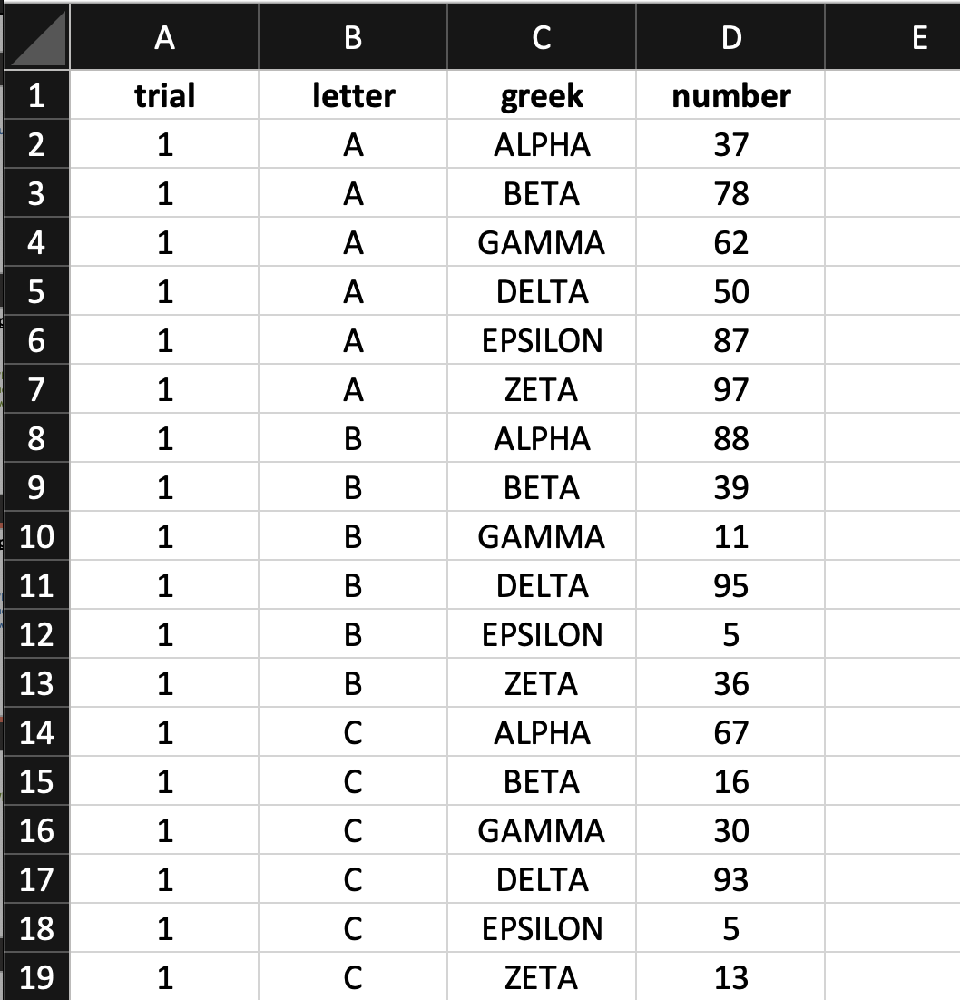 A B C D E
1 trial letter greek number
2 1 A ALPHA 37
3 1 A BETA 78
4 1 A GAMMA 62
5 1 A DELTA 50
6 1 A EPSILON 87
7 1 A ZETA 97
8 1 B ALPHA 88
9 1 B BETA 39
10 1 B GAMMA 11
11 1 B DELTA 95
12 1 B EPSILON 5
13 1 B ZETA 36
14 1 C ALPHA 67
15 1 C BETA 16
16 1 C GAMMA 30
17 1 C DELTA 93
18 1 C EPSILON 5
19 1 C ZETA 13